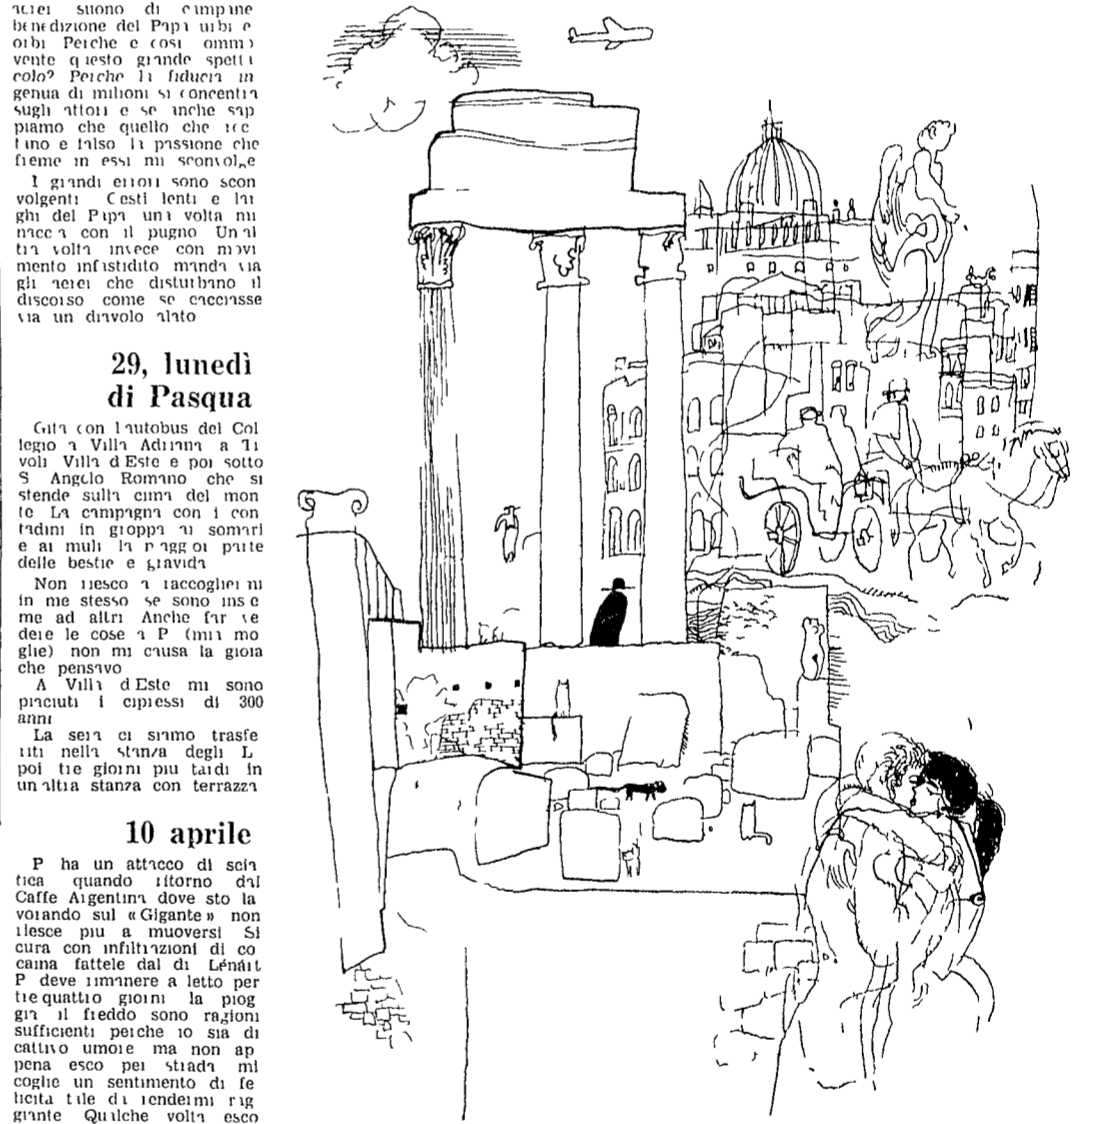 aerei suono di campane
benedizione del Papa urbi e
orbi Perche e cosi commo
vente questo grande spetta
colo? Perche la fiducia in
genua di milioni si concentra
sugli attori e se anche sap
piamo che quello che rec
tano e falso la passione che
freme in essi mi sconvolge
I grandi errori sono scon
volgenti Gesti lenti e lar
ghi del Papa una volta mi
nacca con il pugno Un al
tra volta invece con movi
mento infastidito manda via
gli aerei che disturbano il
discorso come se cacciasse
via un diavolo alato
29, lunedì
di Pasqua
Gita con l autobus del Col
legio a Villa Adriana a Ti
voli Villa d Este e poi sotto
S Angelo Romano che si
stende sulla cima del mon
te La campagna con i con
tadini in groppa ai somari
e ai muli la maggior parte
delle bestie e gravida
Non riesco a raccoglier mi
in me stesso se sono insie
me ad altri Anche far ve
dere le cose a P (mia mo
glie) non mi causa la gioia
che pensavo
A Villa d Este mi sono
piaciuti i cipressi di 300
anni
La sera ci siamo trasfe
riti nella stanza degli L
poi tre giorni piu tardi in
un altra stanza con terrazza
10 aprile
P ha un attacco di scia
tica quando ritorno dal
Caffe Argentina dove sto la
vorando sul « Gigante » non
riesce piu a muoversi Si
cura con infiltrazioni di co
caina fattele dal dr Lénárt
P deve rimanere a letto per
tre quattro giorni la piog
gia il freddo sono ragioni
sufficienti perche io sia di
cattivo umore ma non ap
pena esco per strada mi
coglie un sentimento di fe
licita tale da rendermi rag
giante Qualche volta esco